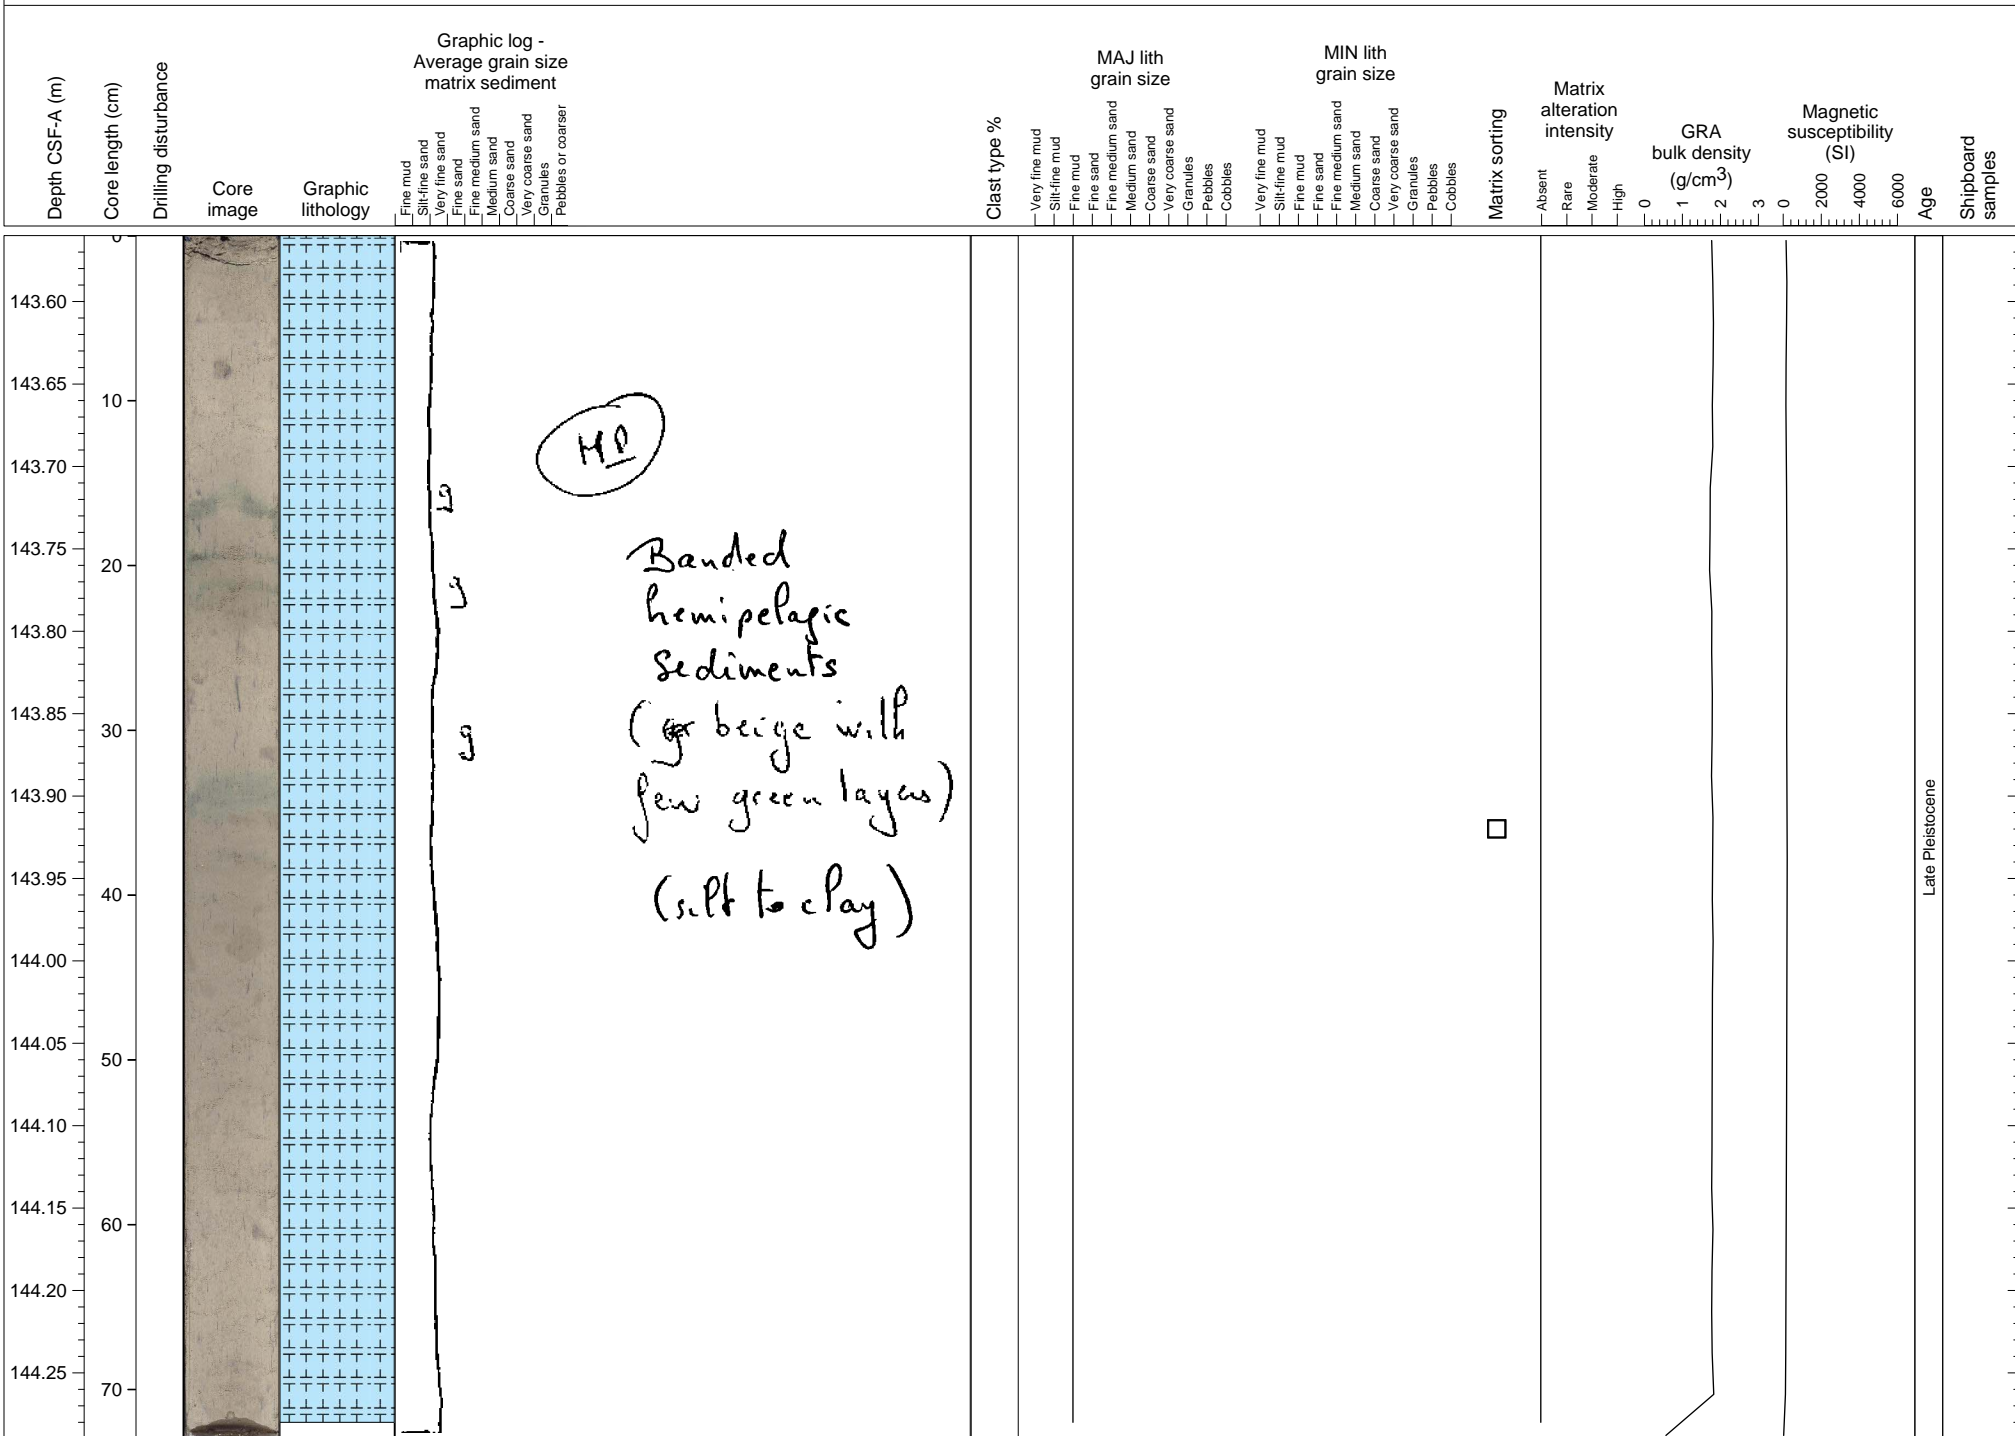 Graphic log -
Average grain size
matrix sediment
MAJ lith
grain size
MIN lith
grain size
Depth CSF-A (m)
Core length (cm)
Drilling disturbance
Core
image
Graphic
lithology
Fine mud
Silt-fine sand
Very fine sand
Fine sand
Fine medium sand
Medium sand
Coarse sand
Very coarse sand
Granules
Pebbles or coarser
Clast type %
Very fine mud
Silt-fine mud
Fine mud
Fine sand
Fine medium sand
Medium sand
Coarse sand
Very coarse sand
Granules
Pebbles
Cobbles
Very fine mud
Silt-fine mud
Fine mud
Fine sand
Fine medium sand
Medium sand
Coarse sand
Very coarse sand
Granules
Pebbles
Cobbles
Matrix sorting
Matrix
alteration
intensity
Absent
Rare
Moderate
High
GRA
bulk density
(g/cm3)
0 1 2 3
Magnetic
susceptibility
(SI)
0 2000 4000 6000
Age
Shipboard
samples
0
143.60
143.65
10
143.70
143.75
20
143.80
143.85
30
143.90
143.95
40
144.00
144.05
50
144.10
144.15
60
144.20
144.25
70
g
g
g
Banded
hemipelagic
Sediments
( beige with
few green layers)
(silt to clay)
Late Pleistocene